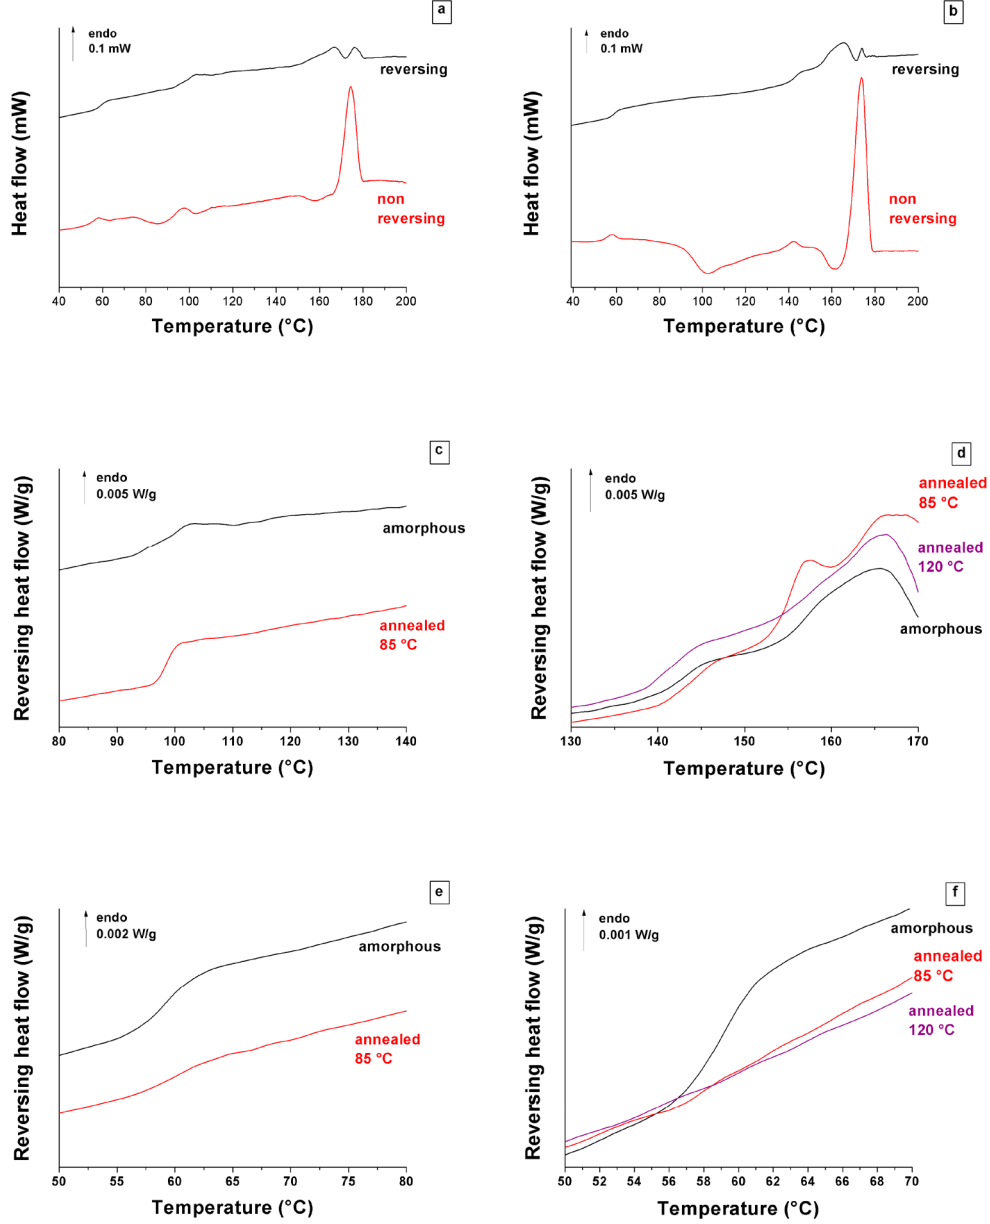 a
endo
0.1 mW
reversing
non
reversing
Heat flow (mW)
40 60 80 100 120 140 160 180 200
Temperature (°C)
b
endo
0.1 mW
reversing
non
reversing
Heat flow (mW)
40 60 80 100 120 140 160 180 200
Temperature (°C)
c
endo
0.005 W/g
amorphous
annealed
85 °C
Reversing heat flow (W/g)
80 90 100 110 120 130 140
Temperature (°C)
d
endo
0.005 W/g
annealed
85 °C
annealed
120 °C
amorphous
Reversing heat flow (W/g)
130 140 150 160 170
Temperature (°C)
e
endo
0.002 W/g
amorphous
annealed
85 °C
Reversing heat flow (W/g)
50 55 60 65 70 75 80
Temperature (°C)
f
endo
0.001 W/g
amorphous
annealed
85 °C
annealed
120 °C
Reversing heat flow (W/g)
50 52 54 56 58 60 62 64 66 68 70
Temperature (°C)